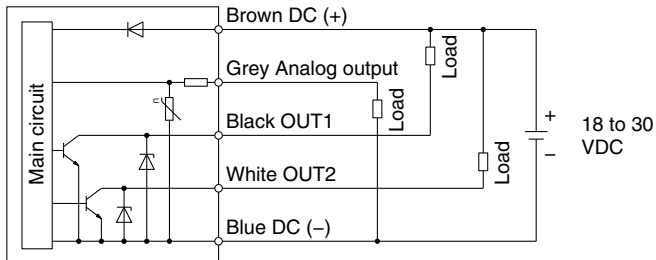 Brown DC (+)
Grey Analog output
Black OUT1
White OUT2
Blue DC (−)
Main circuit
Load
Load
Load
+
−
18 to 30
VDC